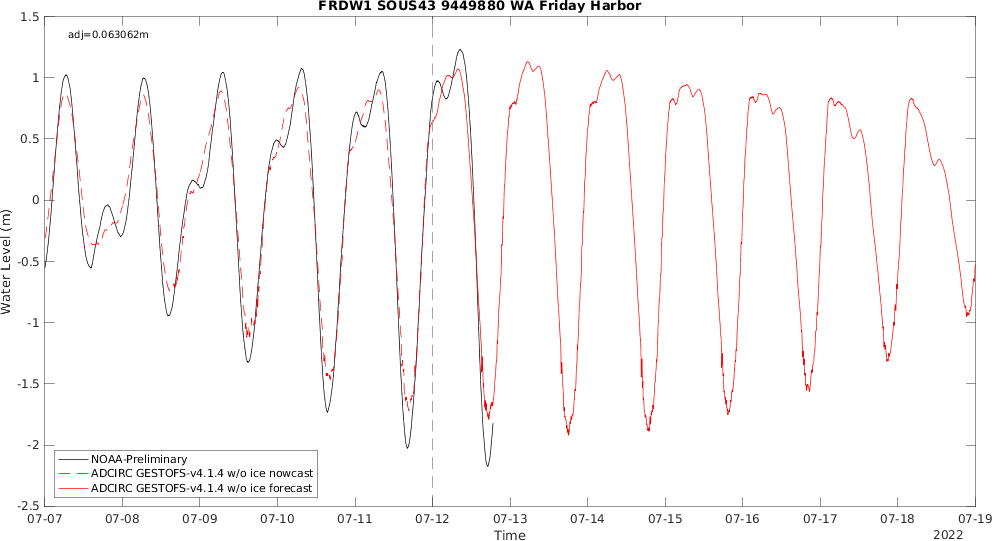 FRDW1 SOUS43 9449880 WA Friday Harbor
adj=0.063062m
1.5
1
0.5
0
-0.5
-1
-1.5
-2
-2.5
Water Level (m)
NOAA-Preliminary
ADCIRC GESTOFS-v4.1.4 w/o ice nowcast
ADCIRC GESTOFS-v4.1.4 w/o ice forecast
07-07 07-08 07-09 07-10 07-11 07-12 07-13 07-14 07-15 07-16 07-17 07-18 07-19
Time
2022